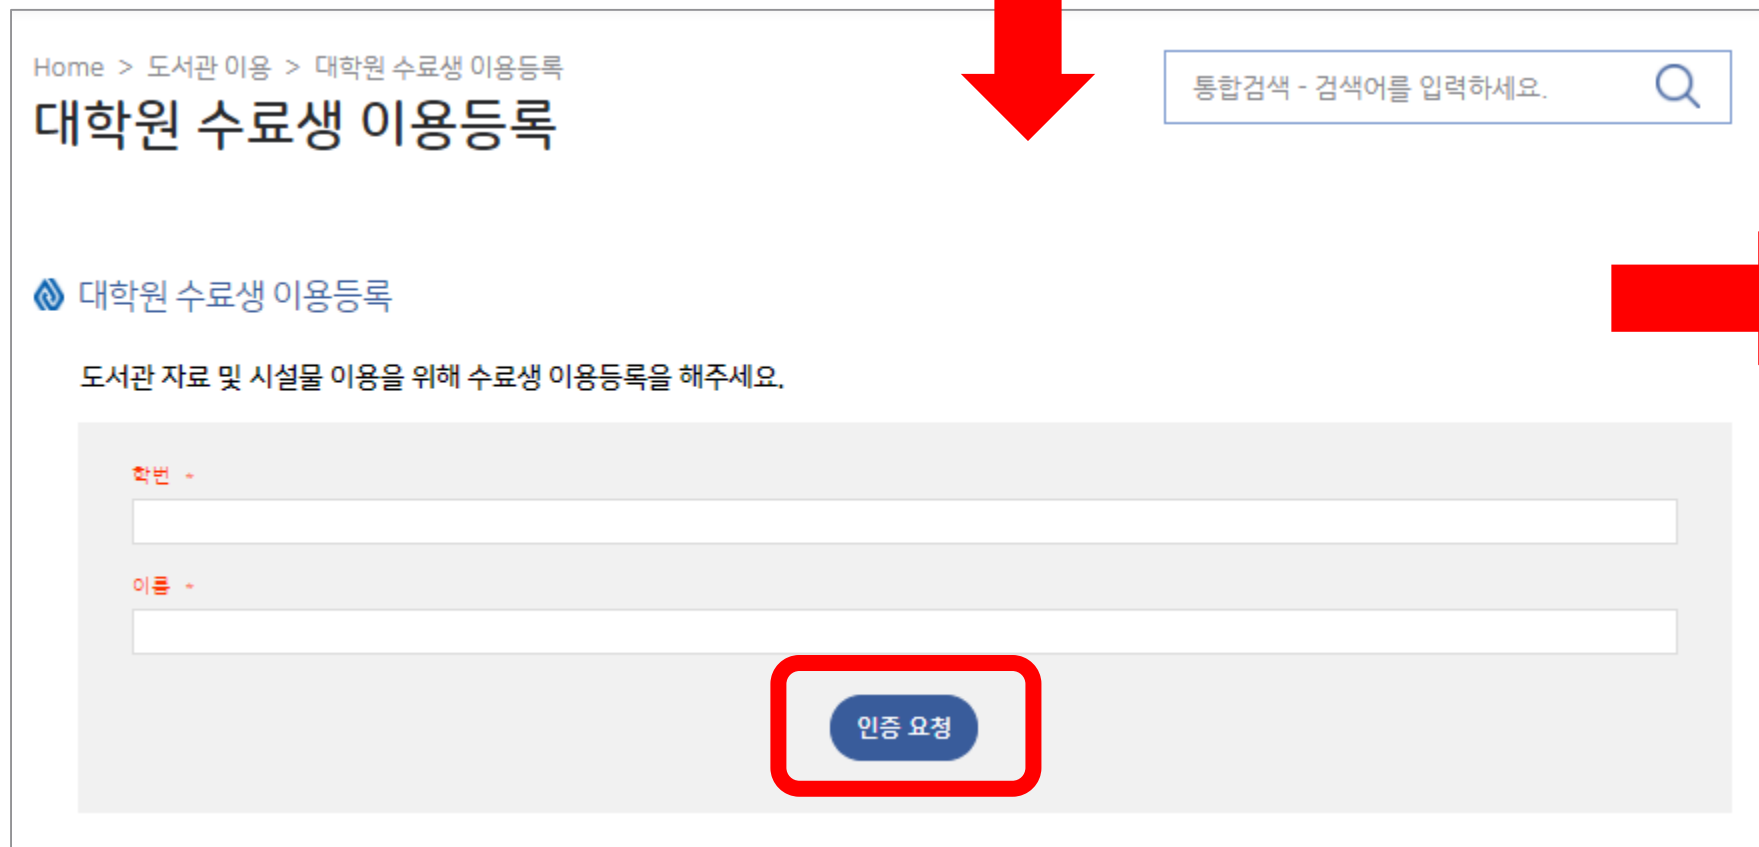 Home > 도서관 이용 > 대학원 수료생 이용등록
대학원 수료생 이용등록
통합검색 - 검색어를 입력하세요.
대학원 수료생 이용등록
도서관 자료 및 시설물 이용을 위해 수료생 이용등록을 해주세요.
학번 *
이름 *
인증 요청